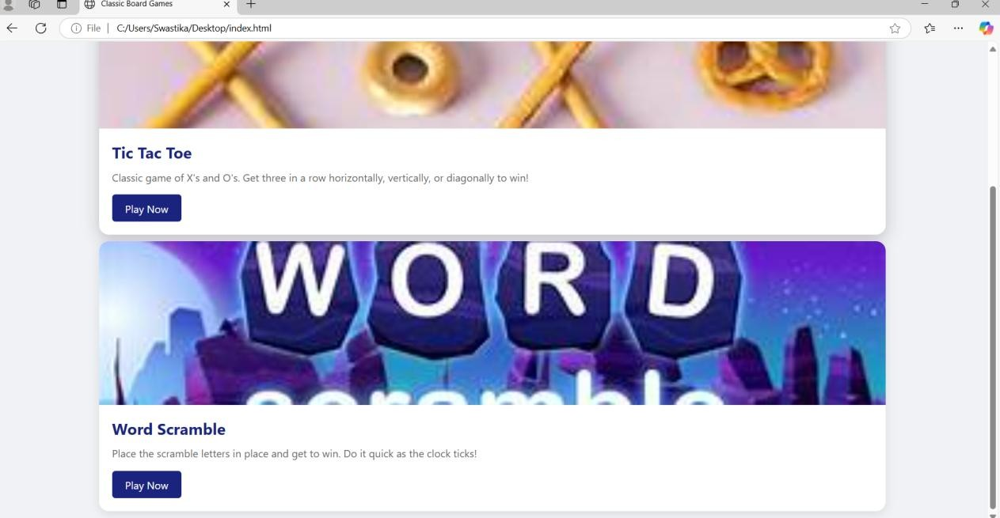 Classic Board Games
File | C:/Users/Swastika/Desktop/index.html
Tic Tac Toe
Classic game of X's and O's. Get three in a row horizontally, vertically, or diagonally to win!
Play Now
WORD
scramble
Word Scramble
Place the scramble letters in place and get to win. Do it quick as the clock ticks!
Play Now